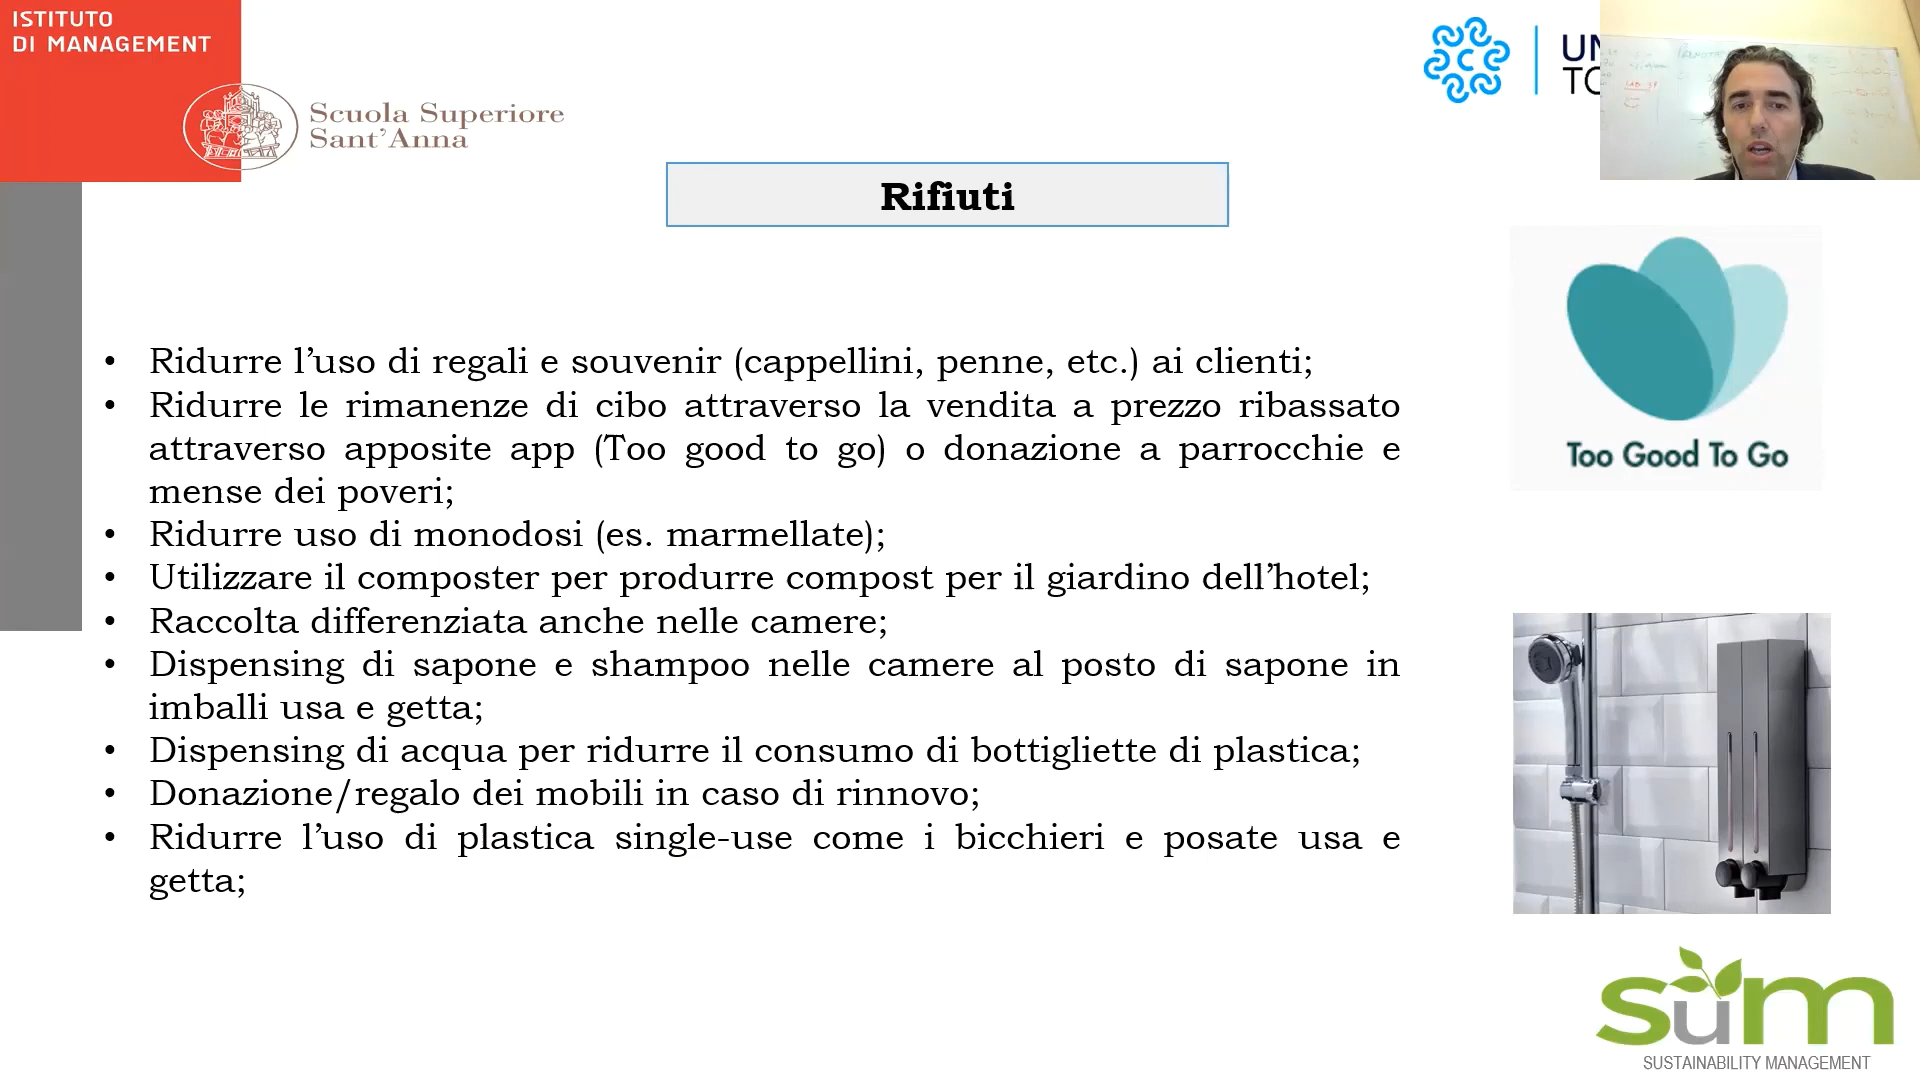 ISTITUTO
DI MANAGEMENT
Scuola Superiore
Sant'Anna
Rifiuti
• Ridurre l'uso di regali e souvenir (cappellini, penne, etc.) ai clienti;
• Ridurre le rimanenze di cibo attraverso la vendita a prezzo ribassato
attraverso apposite app (Too good to go) o donazione a parrocchie e
mense dei poveri;
• Ridurre uso di monodosi (es. marmellate);
• Utilizzare il composter per produrre compost per il giardino dell'hotel;
• Raccolta differenziata anche nelle camere;
• Dispensing di sapone e shampoo nelle camere al posto di sapone in
imballi usa e getta;
• Dispensing di acqua per ridurre il consumo di bottigliette di plastica;
• Donazione/regalo dei mobili in caso di rinnovo;
• Ridurre l'uso di plastica single-use come i bicchieri e posate usa e
getta;
Too Good To Go
sum
SUSTAINABILITY MANAGEMENT